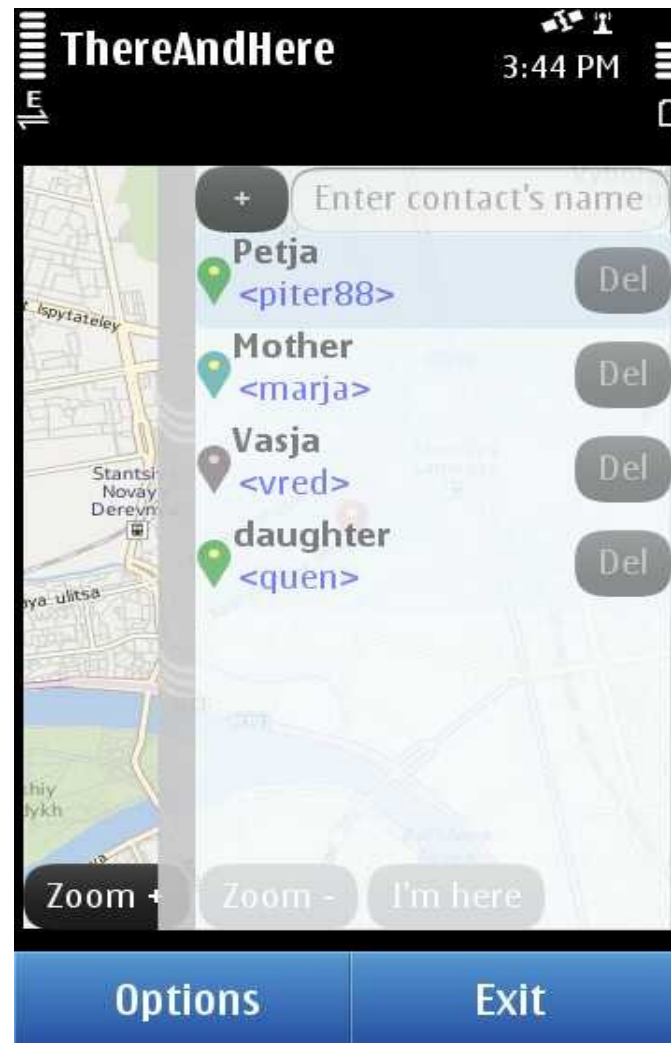 ThereAndHere
3:44 PM
E
+
Enter contact's name
Petja
<piter88>
Del
Mother
<marja>
Del
Vasja
<vred>
Del
daughter
<quen>
Del
Ispytateley
Stantsi
Novay
Derevn
aya ulitsa
Zoom +
Zoom -
I'm here
Options
Exit